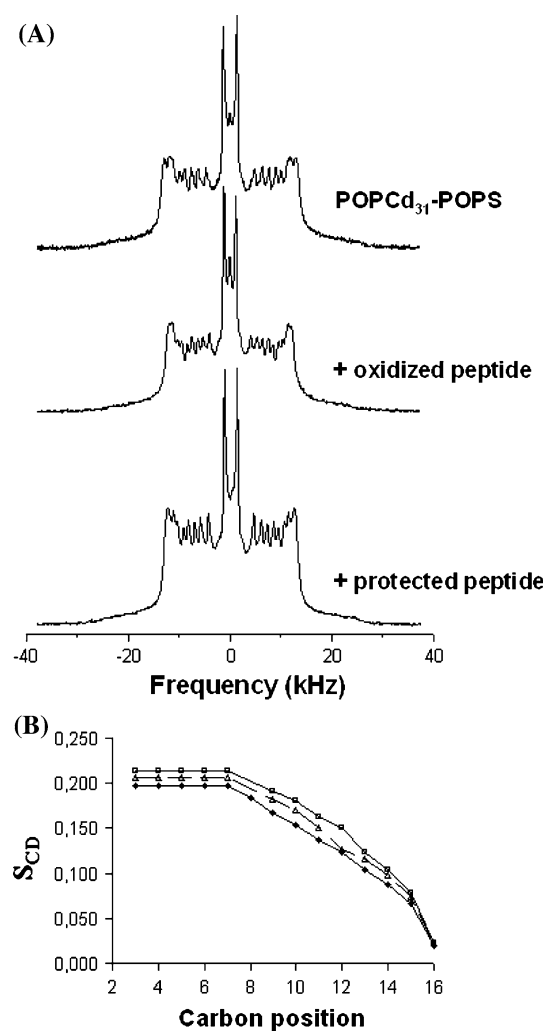 (A)
POPCd31-POPS
+ oxidized peptide
+ protected peptide
-40 -20 0 20 40
Frequency (kHz)
(B)
0,250
0,200
0,150
0,100
0,050
0,000
SCD
2 4 6 8 10 12 14 16
Carbon position